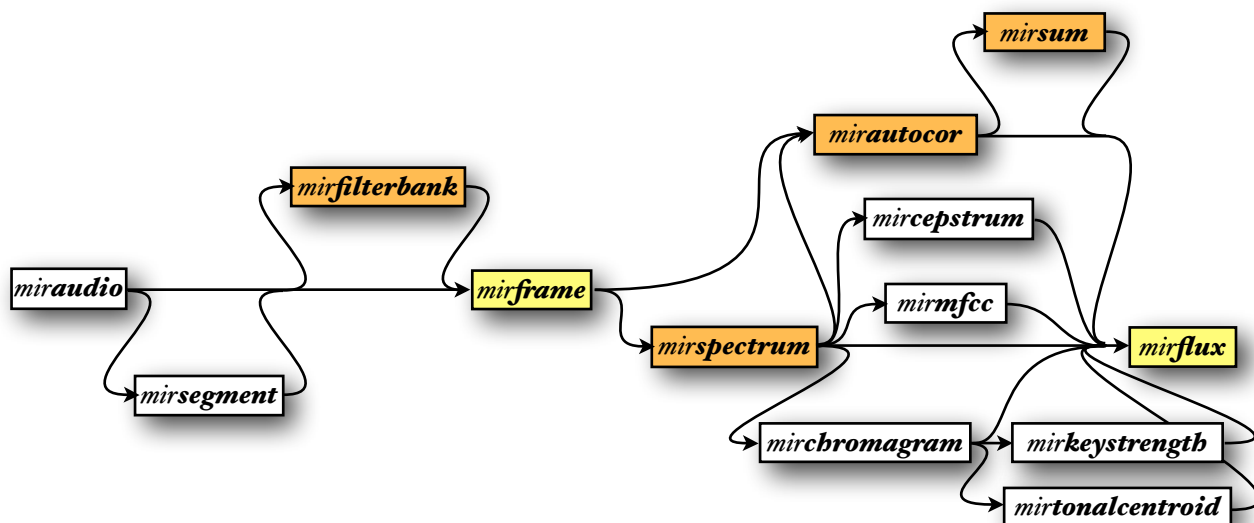 mirsum
mirautocor
mirfilterbank
mircepstrum
miraudio
mirframe
mirmfcc
mirspectrum
mirflux
mirsegment
mirchromagram
mirkeystrength
mirtonalcentroid